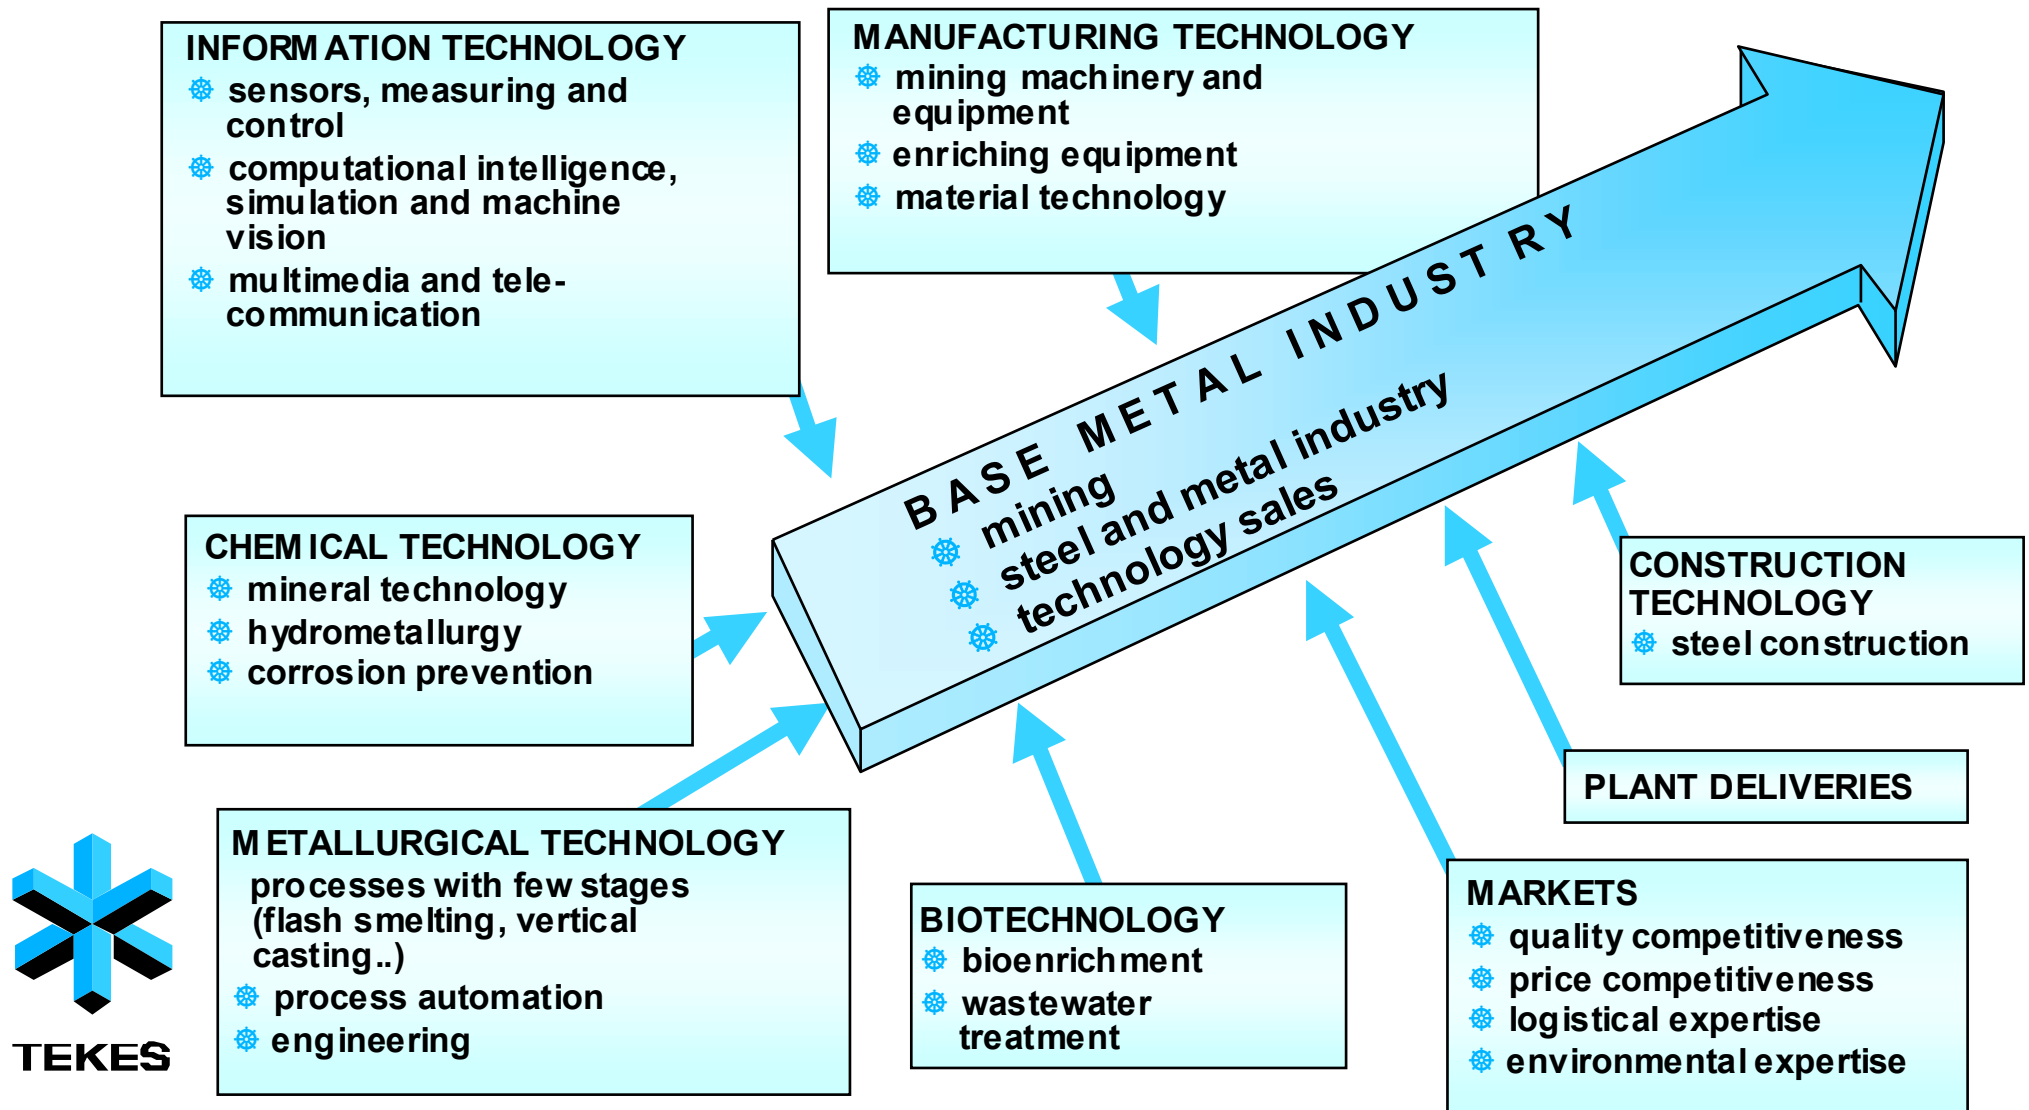 INFORMATION TECHNOLOGY
sensors, measuring and
control
computational intelligence,
simulation and machine
vision
multimedia and tele-
communication
MANUFACTURING TECHNOLOGY
mining machinery and
equipment
enriching equipment
material technology
BASE METAL INDUSTRY
mining
steel and metal industry
technology sales
CHEMICAL TECHNOLOGY
mineral technology
hydrometallurgy
corrosion prevention
CONSTRUCTION
TECHNOLOGY
steel construction
PLANT DELIVERIES
METALLURGICAL TECHNOLOGY
processes with few stages
(flash smelting, vertical
casting..)
process automation
engineering
BIOTECHNOLOGY
bioenrichment
wastewater
treatment
MARKETS
quality competitiveness
price competitiveness
logistical expertise
environmental expertise
TEKES